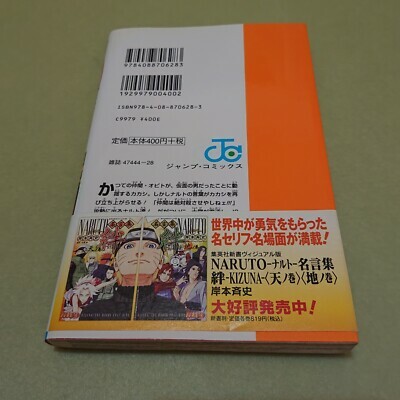 9784088706283
1929979004002
ISBN978-4-08-870628-3
C9979 ¥400E
定価 本体400円+税
雑誌 47444-28
JC
ジャンプ・コミックス
かつての仲間・オビトが、仮面の男だったことに動
揺するカカシ。しかしナルトの言葉がカカシを再
び立ち上がらせる!「仲間は絶対殺させやしねェ!!」
世界中が勇気をもらった
名セリフ・名場面が満載!
集英社新書ヴィジュアル版
NARUTO-ナルト-名言集
絆-KIZUNA-〈天ノ巻〉〈地ノ巻〉
岸本斉史
大好評発売中!
新書判・定価各819円(税込)